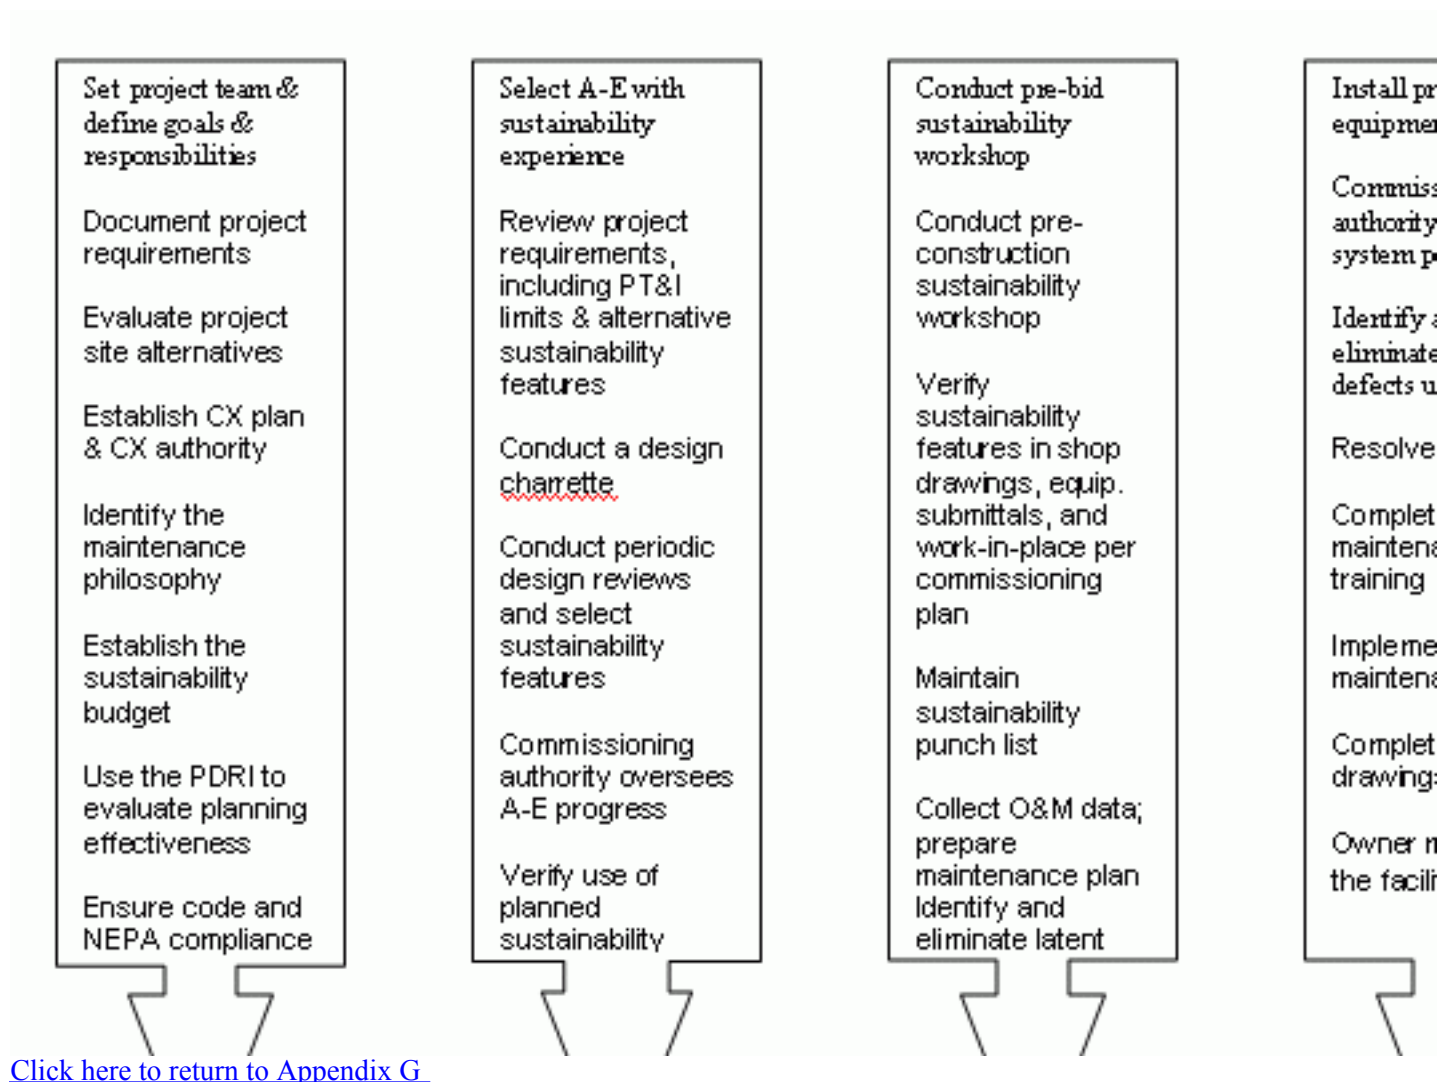 Set project team &
define goals &
responsibilities
Document project
requirements
Evaluate project
site alternatives
Establish CX plan
& CX authority
Identify the
maintenance
philosophy
Establish the
sustainability
budget
Use the PDRI to
evaluate planning
effectiveness
Ensure code and
NEPA compliance
Select A-E with
sustainability
experience
Review project
requirements,
including PT&I
limits & alternative
sustainability
features
Conduct a design
charrette
Conduct periodic
design reviews
and select
sustainability
features
Commissioning
authority oversees
A-E progress
Verify use of
planned
sustainability
Conduct pre-bid
sustainability
workshop
Conduct pre-
construction
sustainability
workshop
Verify
sustainability
features in shop
drawings, equip.
submittals, and
work-in-place per
commissioning
plan
Maintain
sustainability
punch list
Collect O&M data;
prepare
maintenance plan
Identify and
eliminate latent
Install
authority
system
Identify
defects
Resolve
training
Owner
the
Click here to return to Appendix G